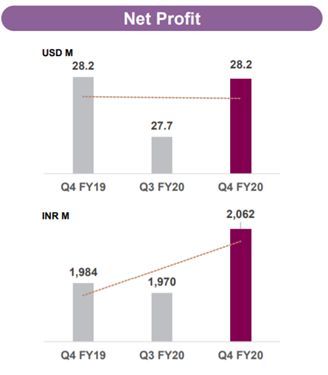 Net Profit
USD M
28.2
27.7
28.2
Q4 FY19 Q3 FY20 Q4 FY20
INR M
1,984
1,970
2,062
Q4 FY19 Q3 FY20 Q4 FY20